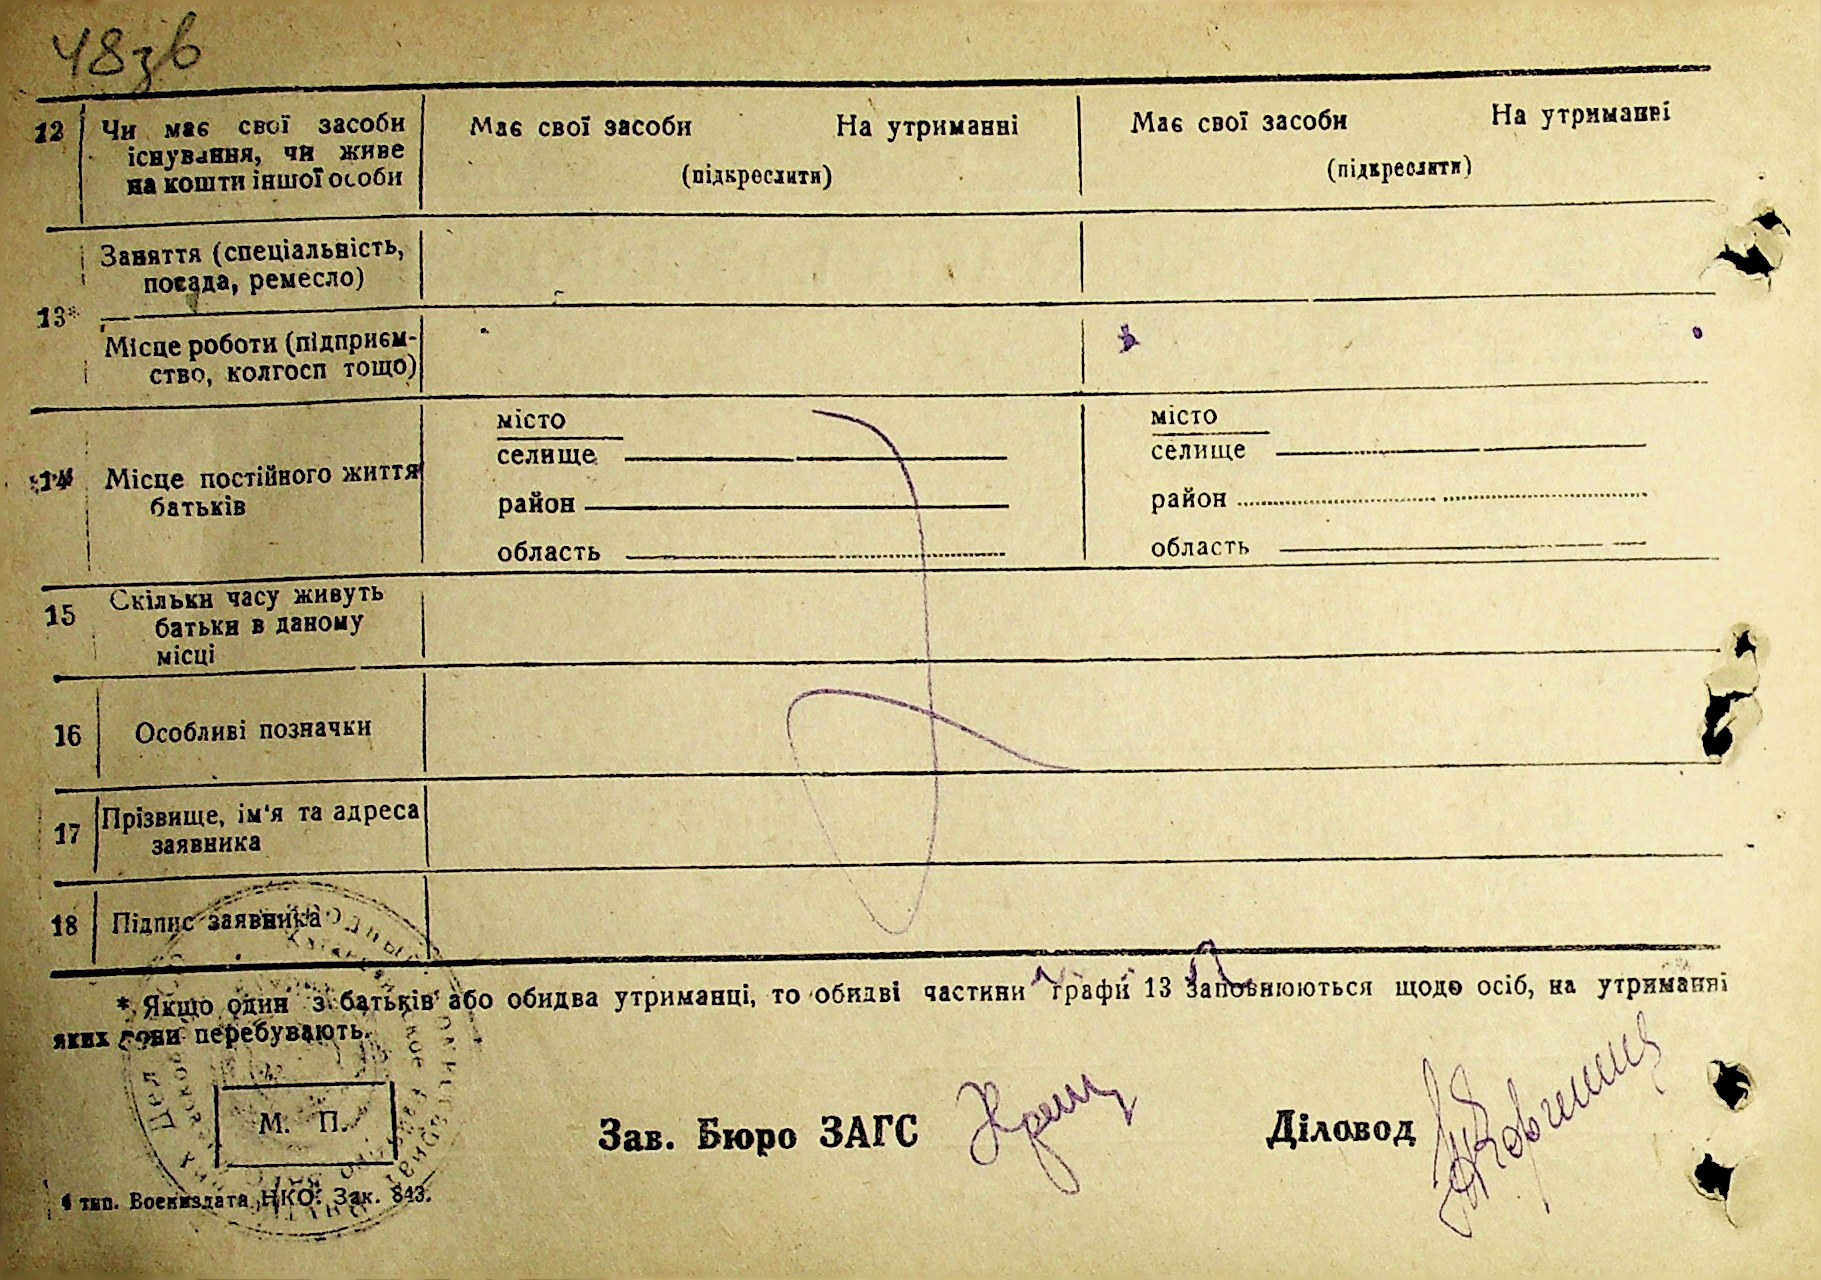 48зв
12 Чи має свої засоби існування, чи живе на кошти іншої особи
Має свої засоби На утриманні
(підкреслити)
Має свої засоби На утриманні
(підкреслити)
13*
Заняття (спеціальність,
посада, ремесло)
Місце роботи (підприєм-
ство, колгосп тощо)
14 Місце постійного життя
батьків
місто
селище
район
область
місто
селище
район
область
15 Скільки часу живуть
батьки в даному
місці
16 Особливі позначки
17 Прізвище, ім'я та адреса
заявника
18 Підпис заявника
* Якщо один з батьків або обидва утриманці, то обидві частини графи 13 заповнюються щодо осіб, на утриманні
яких вони перебувають.
М. П.
Зав. Бюро ЗАГС
Діловод
4 тип. Воениздата НКО. Зак. 843.